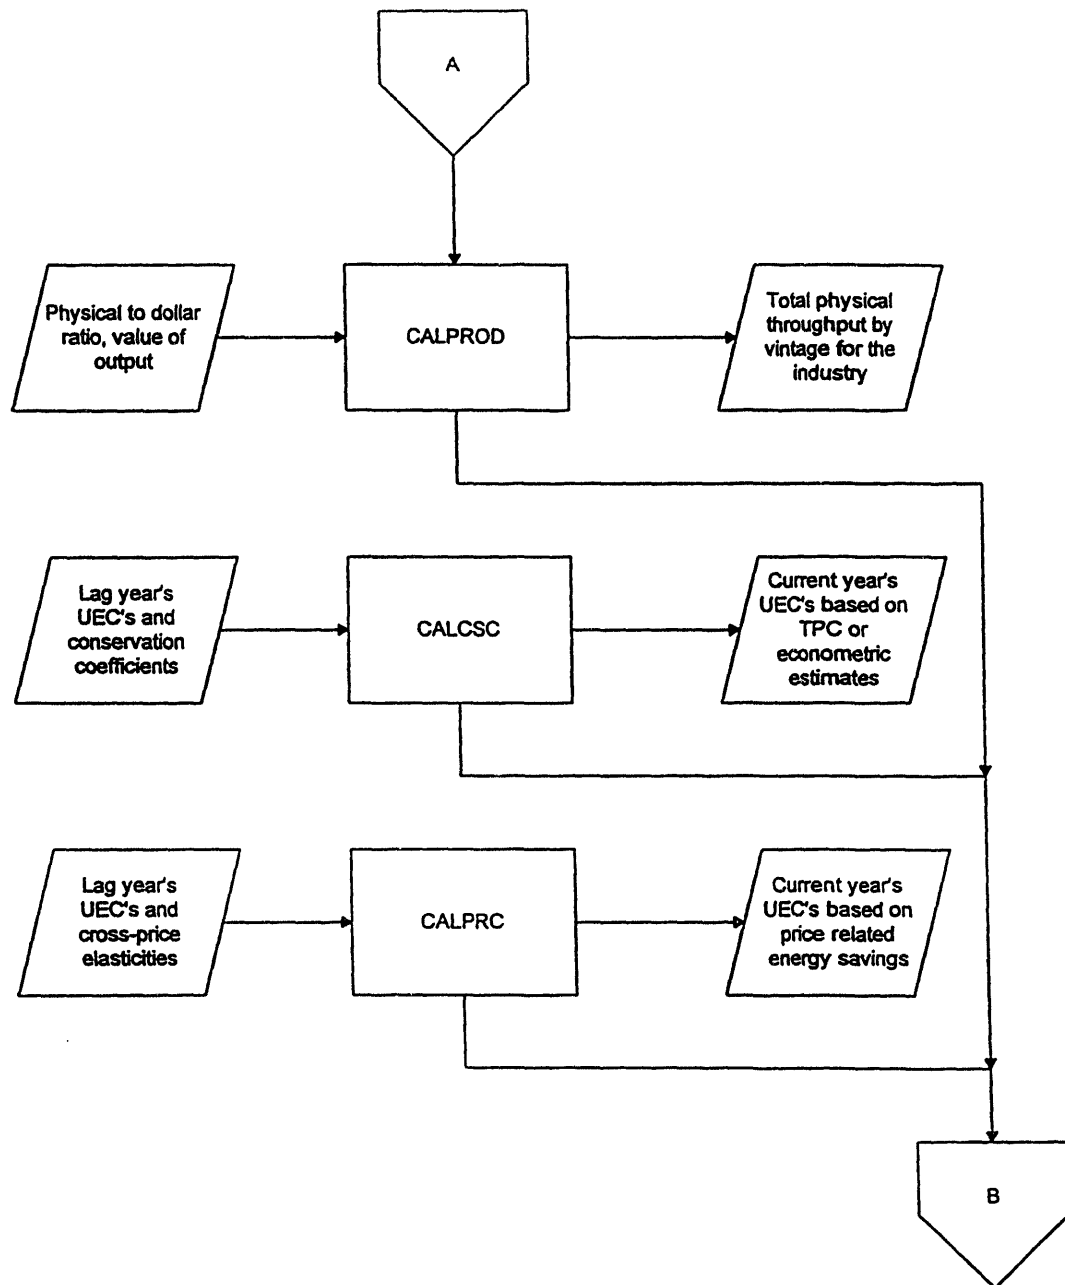 A
Physical to dollar
ratio, value of
output
CALPROD
Total physical
throughput by
vintage for the
industry
Lag year's
UEC's and
conservation
coefficients
CALCSC
Current year's
UEC's based on
TPC or
econometric
estimates
Lag year's
UEC's and
cross-price
elasticities
CALPRC
Current year's
UEC's based on
price related
energy savings
B